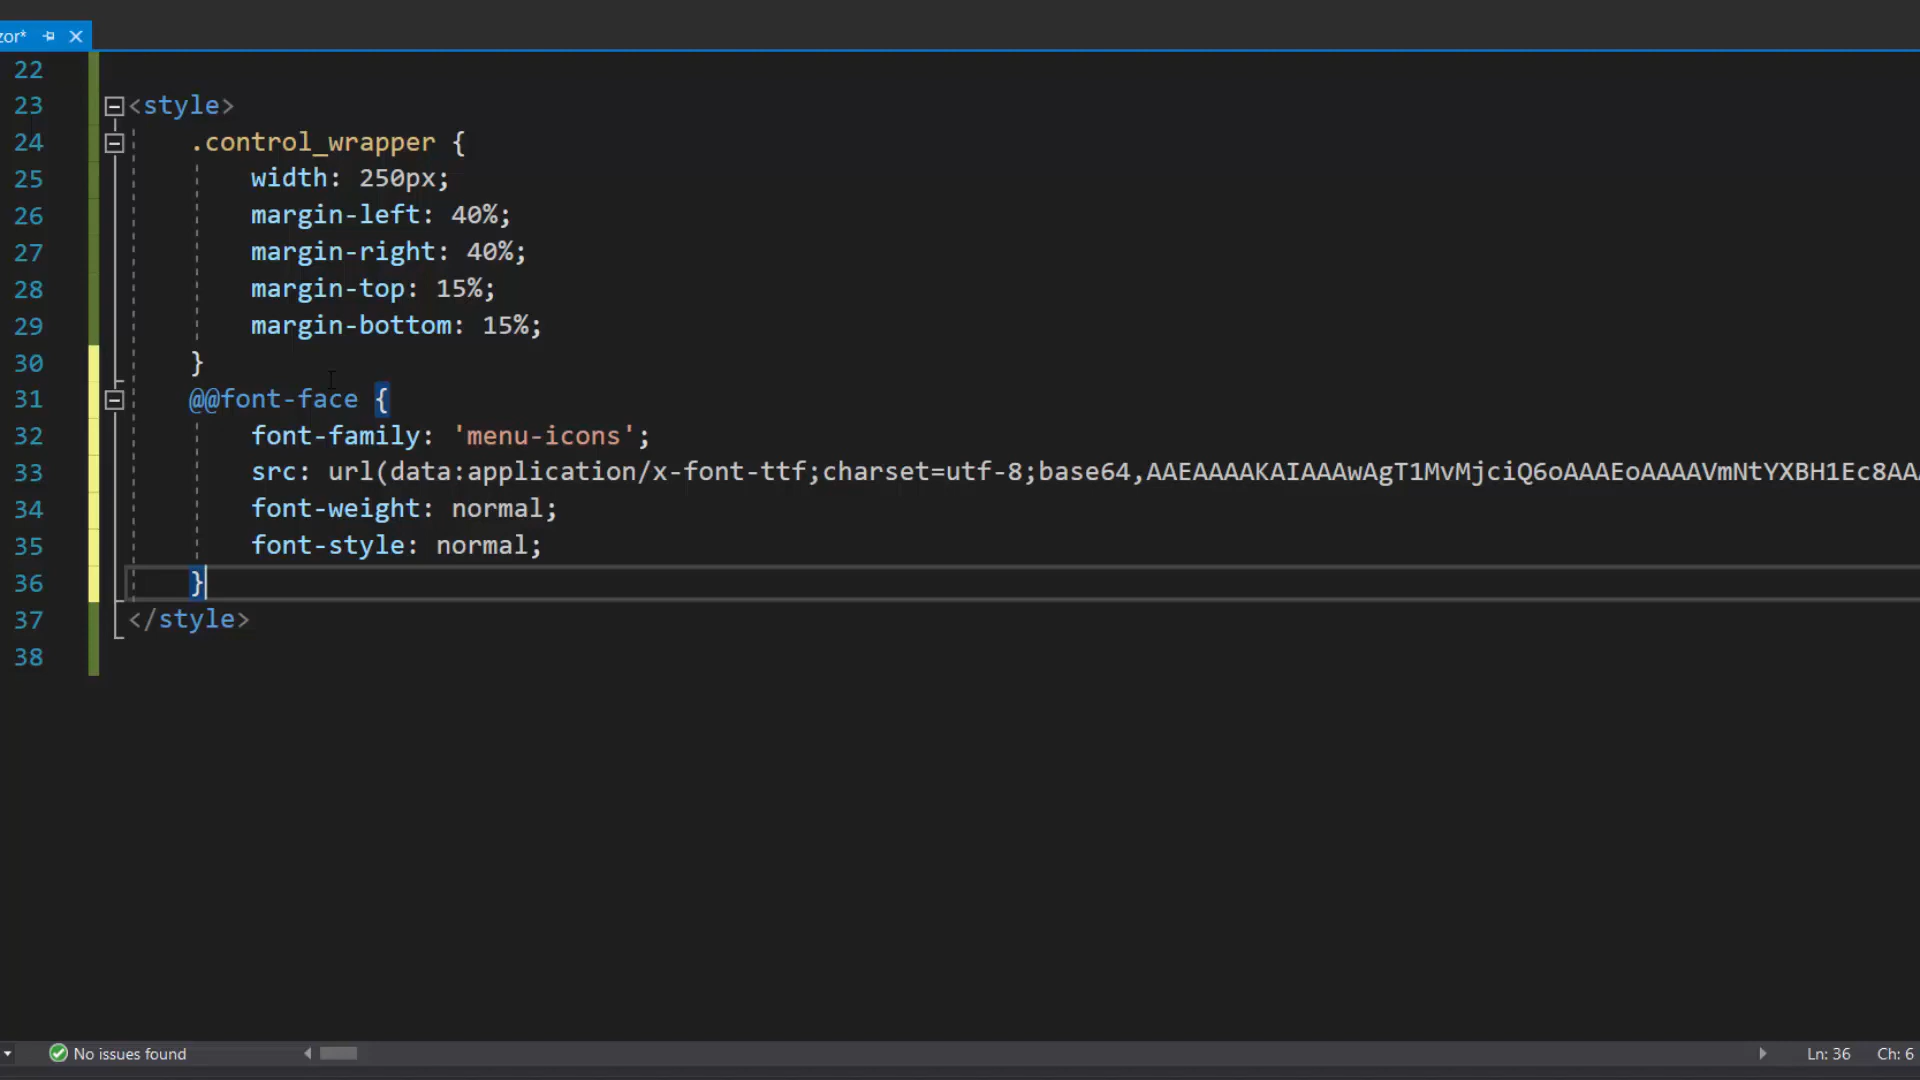 zor*
22
23 <style>
24 .control_wrapper {
25 width: 250px;
26 margin-left: 40%;
27 margin-right: 40%;
28 margin-top: 15%;
29 margin-bottom: 15%;
30 }
31 @@font-face {
32 font-family: 'menu-icons';
33 src: url(data:application/x-font-ttf;charset=utf-8;base64,AAEAAAAKAIAAAwAgT1MvMjciQ6oAAAEoAAAAVmNtYXBH1Ec8AAA
34 font-weight: normal;
35 font-style: normal;
36 }
37 </style>
38
No issues found Ln: 36 Ch: 6